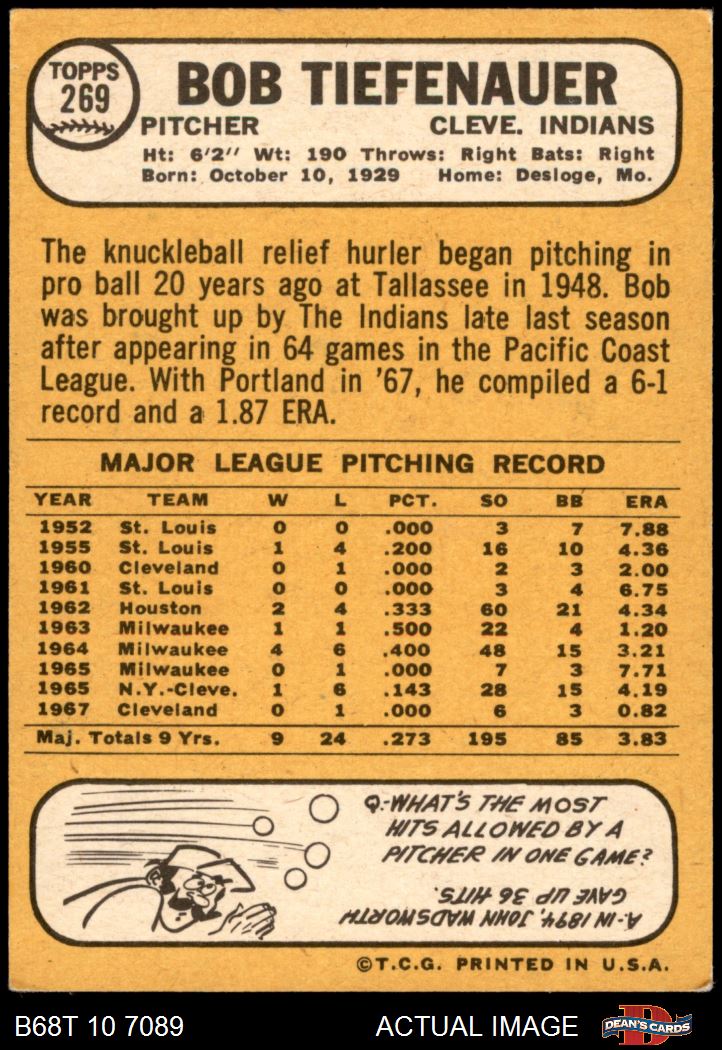 TOPPS
269
BOB TIEFENAUER
PITCHER CLEVE. INDIANS
Ht: 6'2" Wt: 190 Throws: Right Bats: Right
Born: October 10, 1929 Home: Desloge, Mo.
The knuckleball relief hurler began pitching in
pro ball 20 years ago at Tallassee in 1948. Bob
was brought up by The Indians late last season
after appearing in 64 games in the Pacific Coast
League. With Portland in '67, he compiled a 6-1
record and a 1.87 ERA.
MAJOR LEAGUE PITCHING RECORD
YEAR TEAM W L PCT. SO BB ERA
1952 St. Louis 0 0 .000 3 7 7.88
1955 St. Louis 1 4 .200 16 10 4.36
1960 Cleveland 0 1 .000 2 3 2.00
1961 St. Louis 0 0 .000 3 4 6.75
1962 Houston 2 4 .333 60 21 4.34
1963 Milwaukee 1 1 .500 22 4 1.20
1964 Milwaukee 4 6 .400 48 15 3.21
1965 Milwaukee 0 1 .000 7 3 7.71
1965 N.Y.-Cleve. 1 6 .143 28 15 4.19
1967 Cleveland 0 1 .000 6 3 0.82
Maj. Totals 9 Yrs. 9 24 .273 195 85 3.83
Q-WHAT'S THE MOST
HITS ALLOWED BY A
PITCHER IN ONE GAME?
A-IN 1894, JOHN WADSWORTH
GAVE UP 36 HITS.
©T.C.G. PRINTED IN U.S.A.
B68T 10 7089 ACTUAL IMAGE
D
DEAN'S CARDS